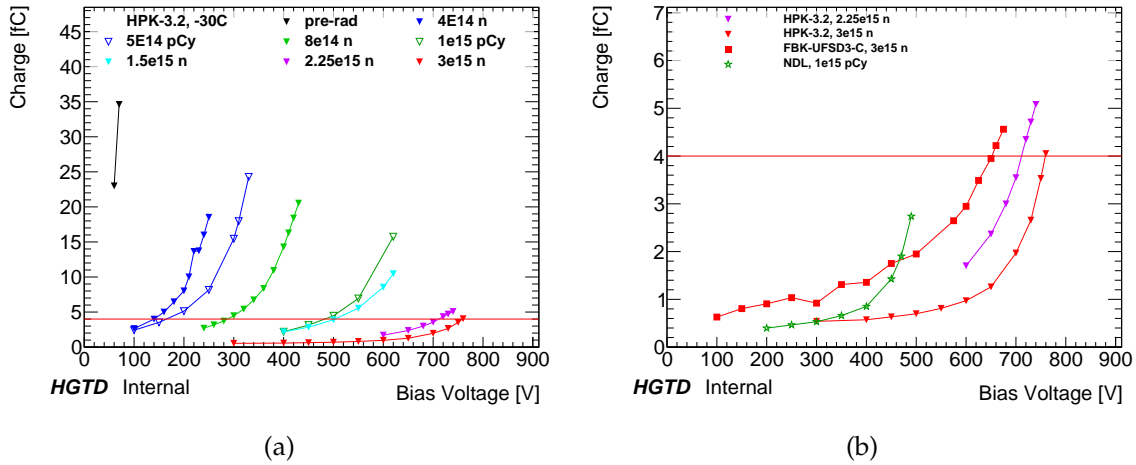 Charge [fC]
HPK-3.2, -30C
pre-rad
4E14 n
5E14 pCy
8e14 n
1e15 pCy
1.5e15 n
2.25e15 n
3e15 n
45
40
35
30
25
20
15
10
5
0
0 100 200 300 400 500 600 700 800 900
HGTD Internal
Bias Voltage [V]
(a)
Charge [fC]
HPK-3.2, 2.25e15 n
HPK-3.2, 3e15 n
FBK-UFSD3-C, 3e15 n
NDL, 1e15 pCy
7
6
5
4
3
2
1
0
0 100 200 300 400 500 600 700 800 900
HGTD Internal
Bias Voltage [V]
(b)